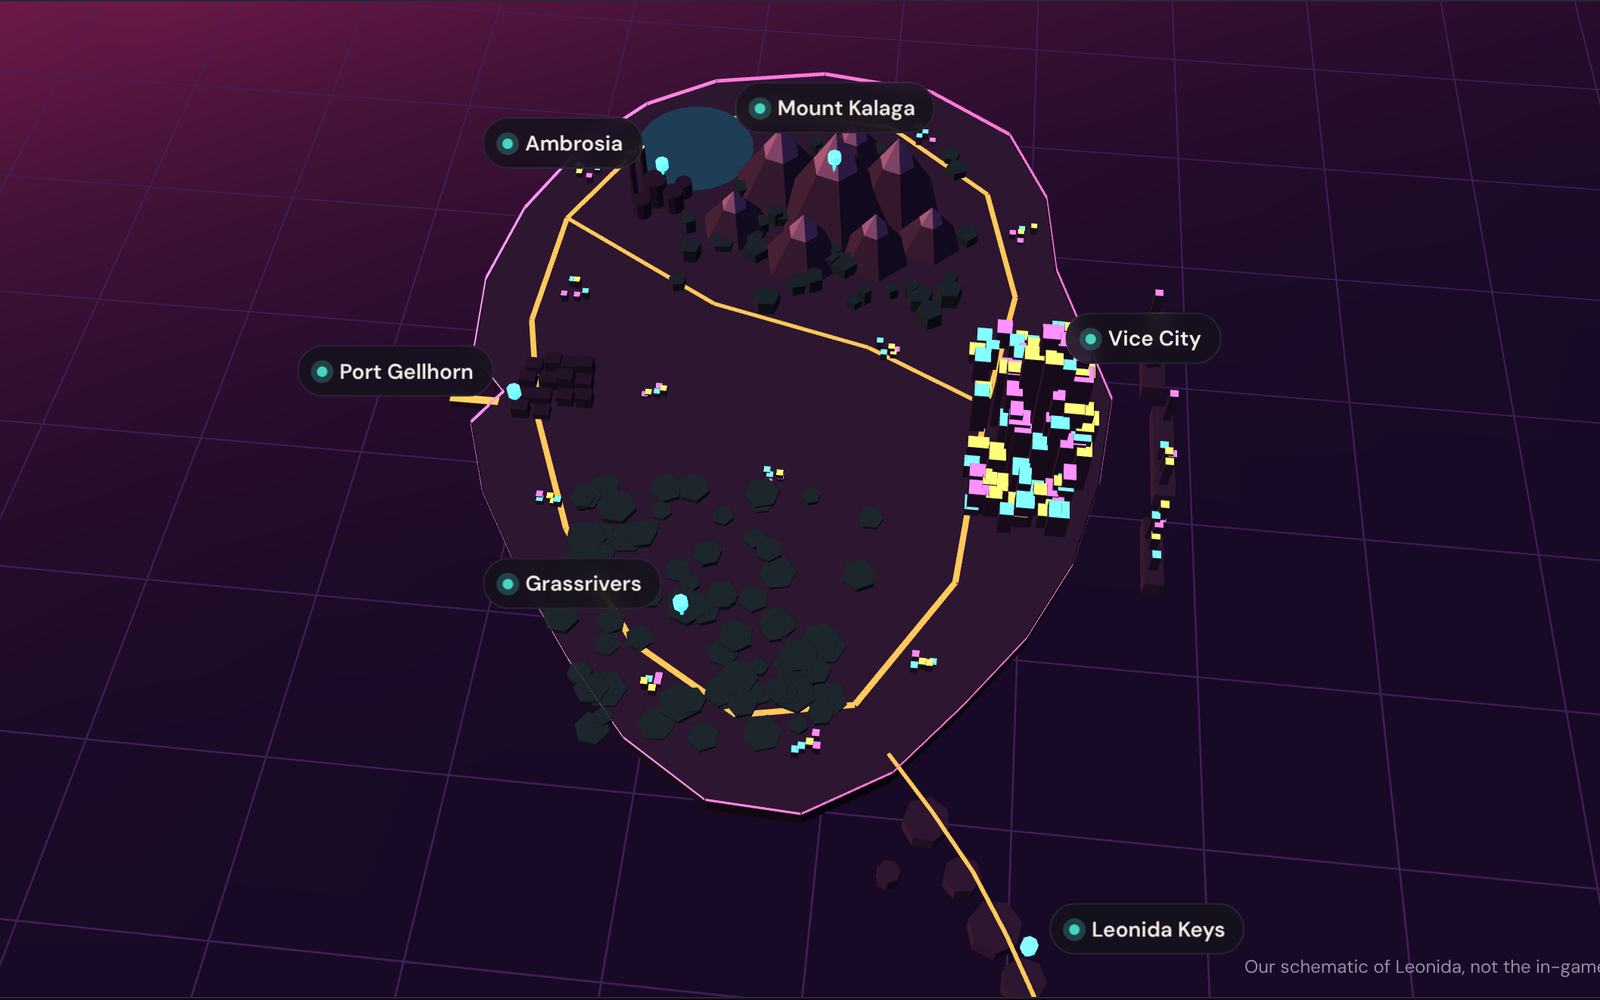 Mount Kalaga
Ambrosia
Vice City
Port Gellhorn
Grassrivers
Leonida Keys
Our schematic of Leonida, not the in-game